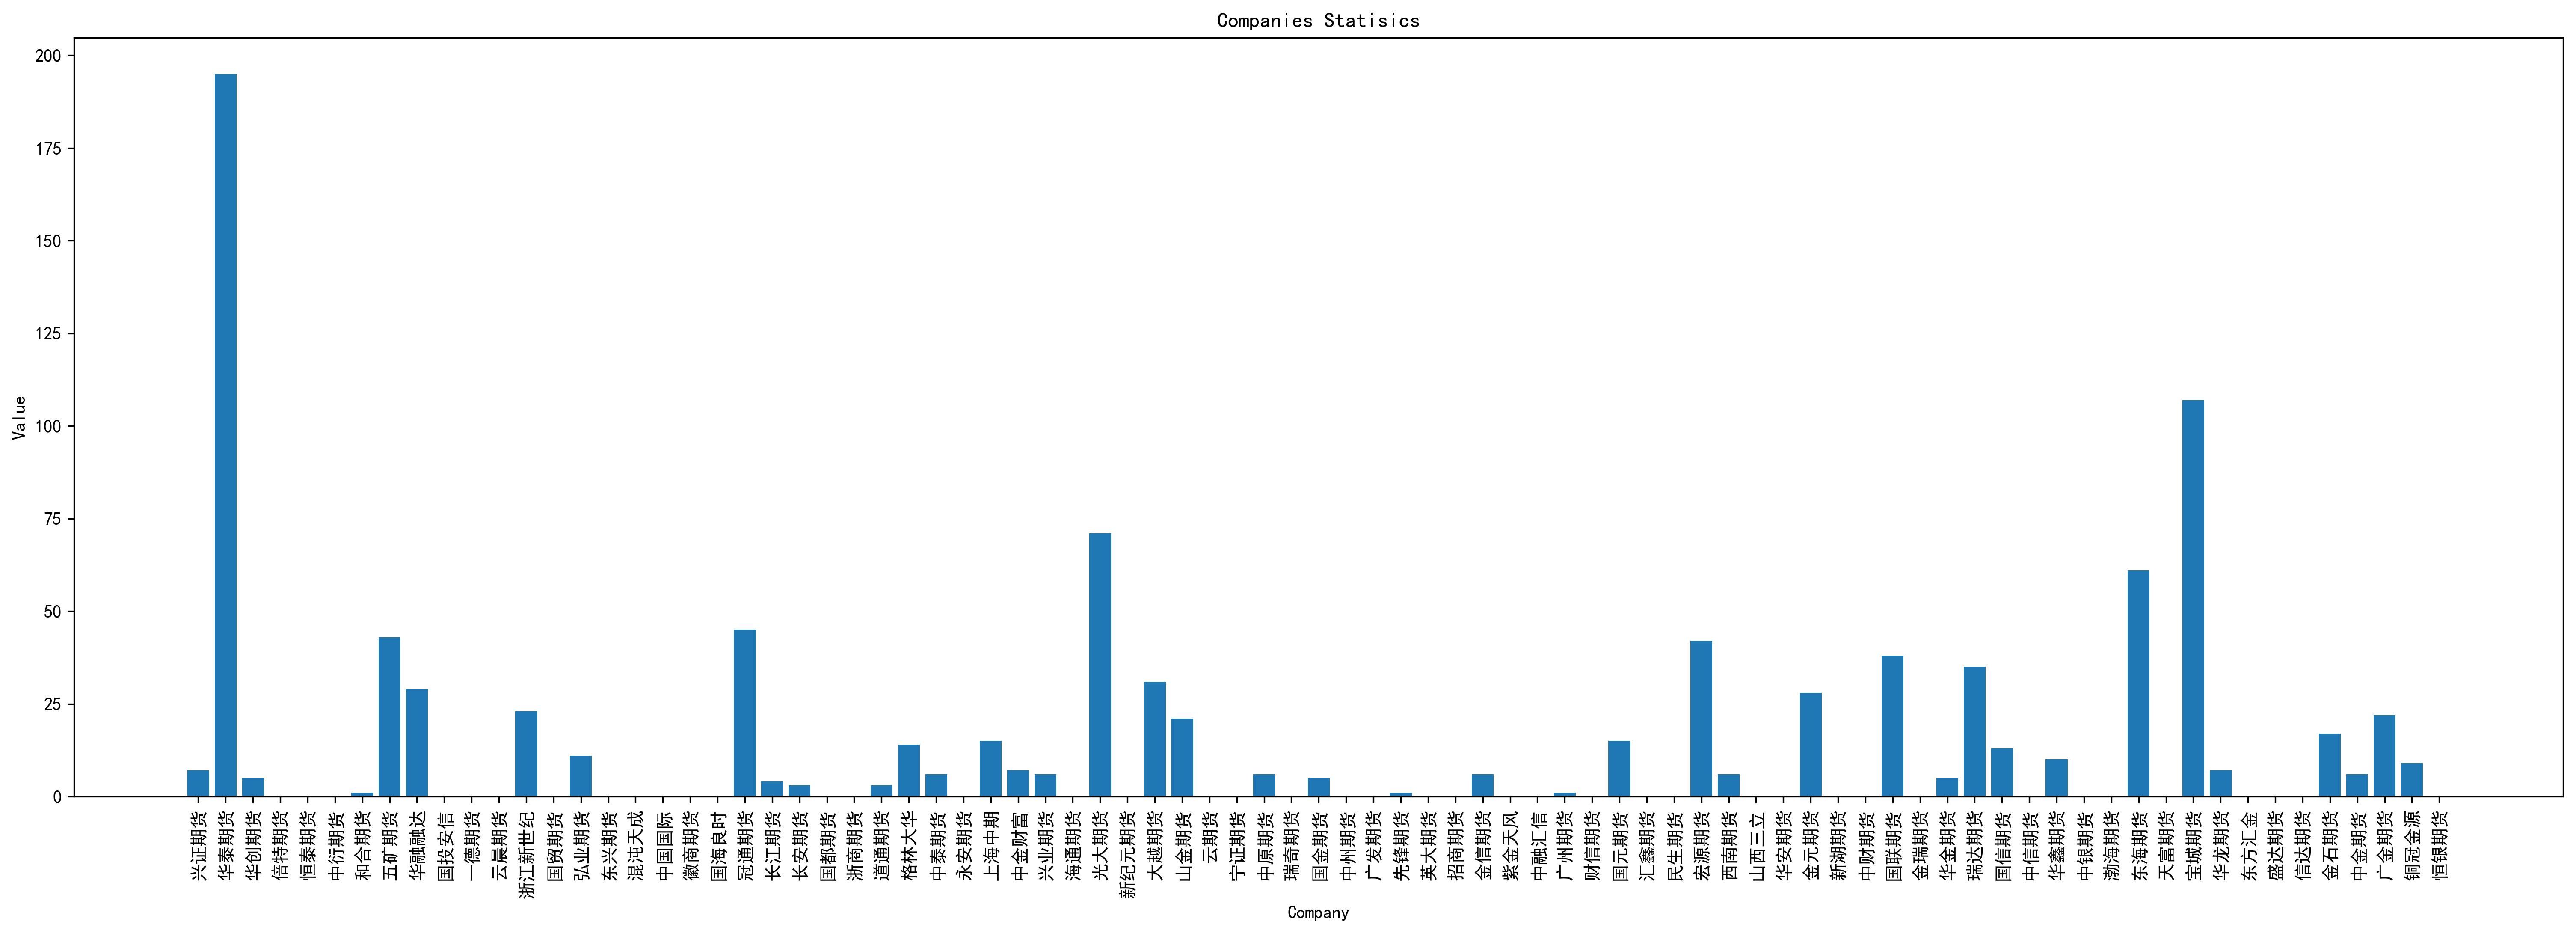 Companies Statisics
200
175
150
125
100
75
50
25
0
Value
兴证期货
华泰期货
华创期货
倍特期货
恒泰期货
中衍期货
和合期货
五矿期货
华融融达
国投安信
一德期货
云晨期货
浙江新世纪
国贸期货
弘业期货
东兴期货
混沌天成
中国国际
徽商期货
国海良时
冠通期货
长江期货
长安期货
国都期货
浙商期货
道通期货
格林大华
中泰期货
永安期货
上海中期
中金财富
兴业期货
海通期货
光大期货
新纪元期货
大越期货
山金期货
云期货
宁证期货
中原期货
瑞奇期货
国金期货
中州期货
广发期货
先锋期货
英大期货
招商期货
金信期货
紫金天风
中融汇信
广州期货
财信期货
国元期货
汇鑫期货
民生期货
宏源期货
西南期货
山西三立
华安期货
金元期货
新湖期货
中财期货
国联期货
金瑞期货
华金期货
瑞达期货
国信期货
中信期货
华鑫期货
中银期货
渤海期货
东海期货
天富期货
宝城期货
华龙期货
东方汇金
盛达期货
信达期货
金石期货
中金期货
广金期货
铜冠金源
恒银期货
Company